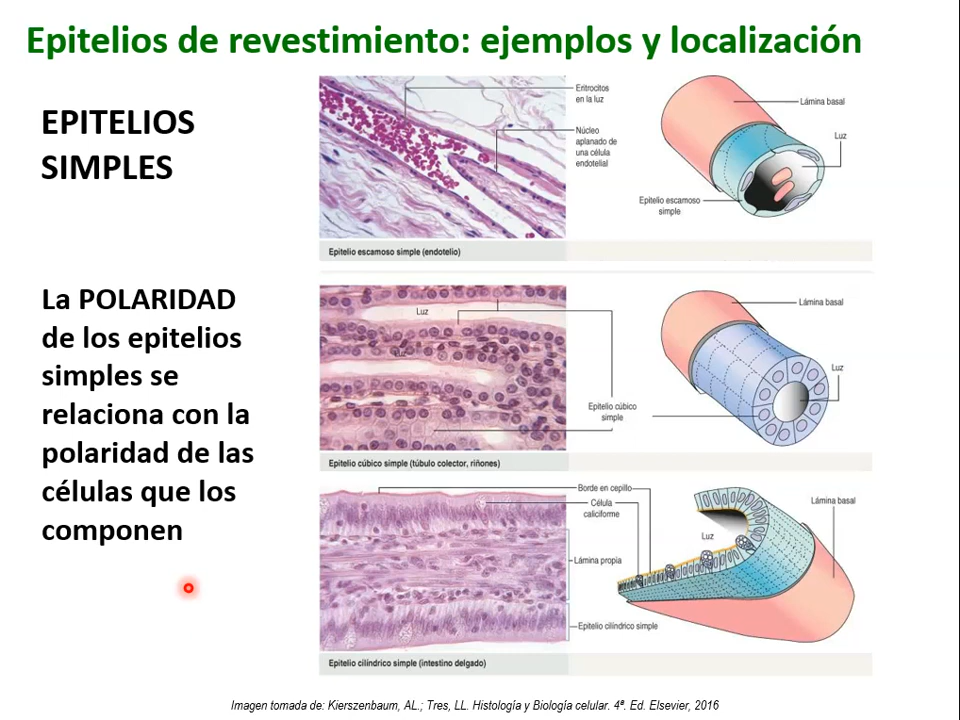 Epitelios de revestimiento: ejemplos y localización
EPITELIOS
SIMPLES
La POLARIDAD
de los epitelios
simples se
relaciona con la
polaridad de las
células que los
componen
Eritrocitos
en la luz
Núcleo
aplanado de
una célula
endotelial
Lámina basal
Luz
Epitelio escamoso
simple
Epitelio escamoso simple (endotelio)
Luz
Luz
Epitelio cúbico
simple
Lámina basal
Luz
Epitelio cúbico simple (túbulo colector, riñones)
Borde en cepillo
Célula
caliciforme
Lámina propia
Epitelio cilíndrico simple
Luz
Lámina basal
Epitelio cilíndrico simple (intestino delgado)
Imagen tomada de: Kierszenbaum, AL.; Tres, LL. Histología y Biología celular. 4ª. Ed. Elsevier, 2016